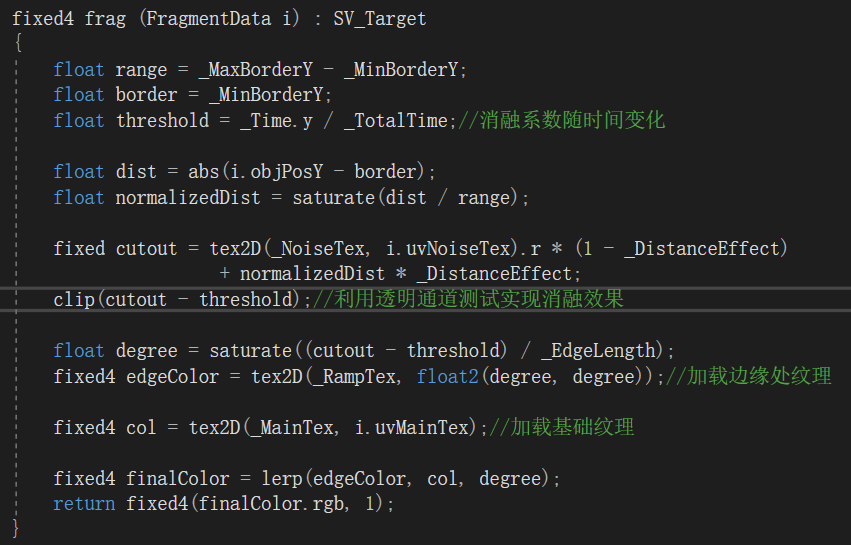 fixed4 frag (FragmentData i) : SV_Target
{
    float range = _MaxBorderY - _MinBorderY;
    float border = _MinBorderY;
    float threshold = _Time.y / _TotalTime;//消融系数随时间变化

    float dist = abs(i.objPosY - border);
    float normalizedDist = saturate(dist / range);

    fixed cutout = tex2D(_NoiseTex, i.uvNoiseTex).r * (1 - _DistanceEffect)
                    + normalizedDist * _DistanceEffect;
    clip(cutout - threshold);//利用透明通道测试实现消融效果

    float degree = saturate((cutout - threshold) / _EdgeLength);
    fixed4 edgeColor = tex2D(_RampTex, float2(degree, degree));//加载边缘处纹理

    fixed4 col = tex2D(_MainTex, i.uvMainTex);//加载基础纹理

    fixed4 finalColor = lerp(edgeColor, col, degree);
    return fixed4(finalColor.rgb, 1);
}